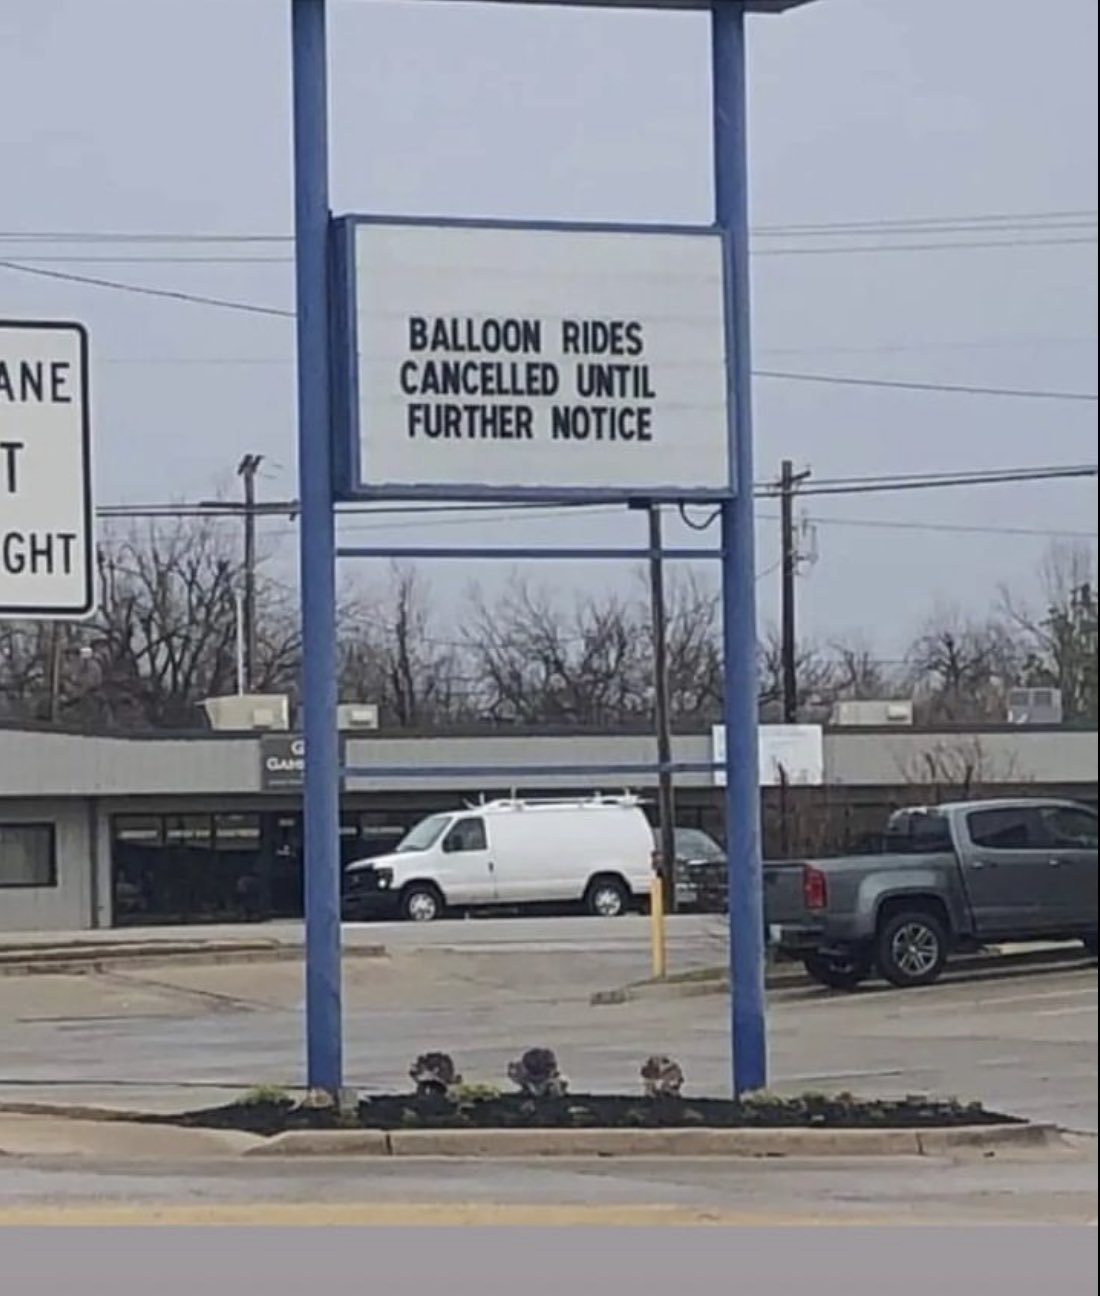 BALLOON RIDES
CANCELLED UNTIL
FURTHER NOTICE
ANE
T
GHT
G